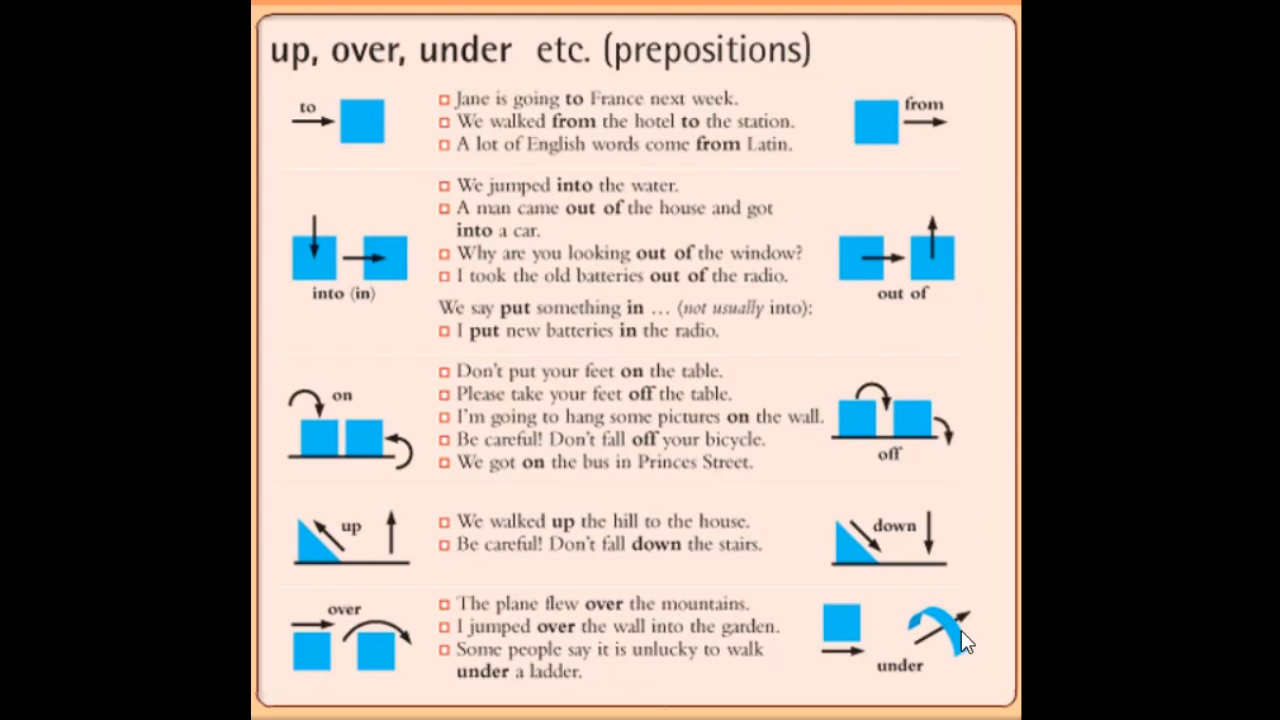 up, over, under etc. (prepositions)
to
Jane is going to France next week.
We walked from the hotel to the station.
A lot of English words come from Latin.
from
We jumped into the water.
A man came out of the house and got
into a car.
Why are you looking out of the window?
I took the old batteries out of the radio.
into (in)
out of
We say put something in ... (not usually into):
I put new batteries in the radio.
on
Don't put your feet on the table.
Please take your feet off the table.
I'm going to hang some pictures on the wall.
Be careful! Don't fall off your bicycle.
We got on the bus in Princes Street.
off
up
We walked up the hill to the house.
Be careful! Don't fall down the stairs.
down
over
The plane flew over the mountains.
I jumped over the wall into the garden.
Some people say it is unlucky to walk
under a ladder.
under